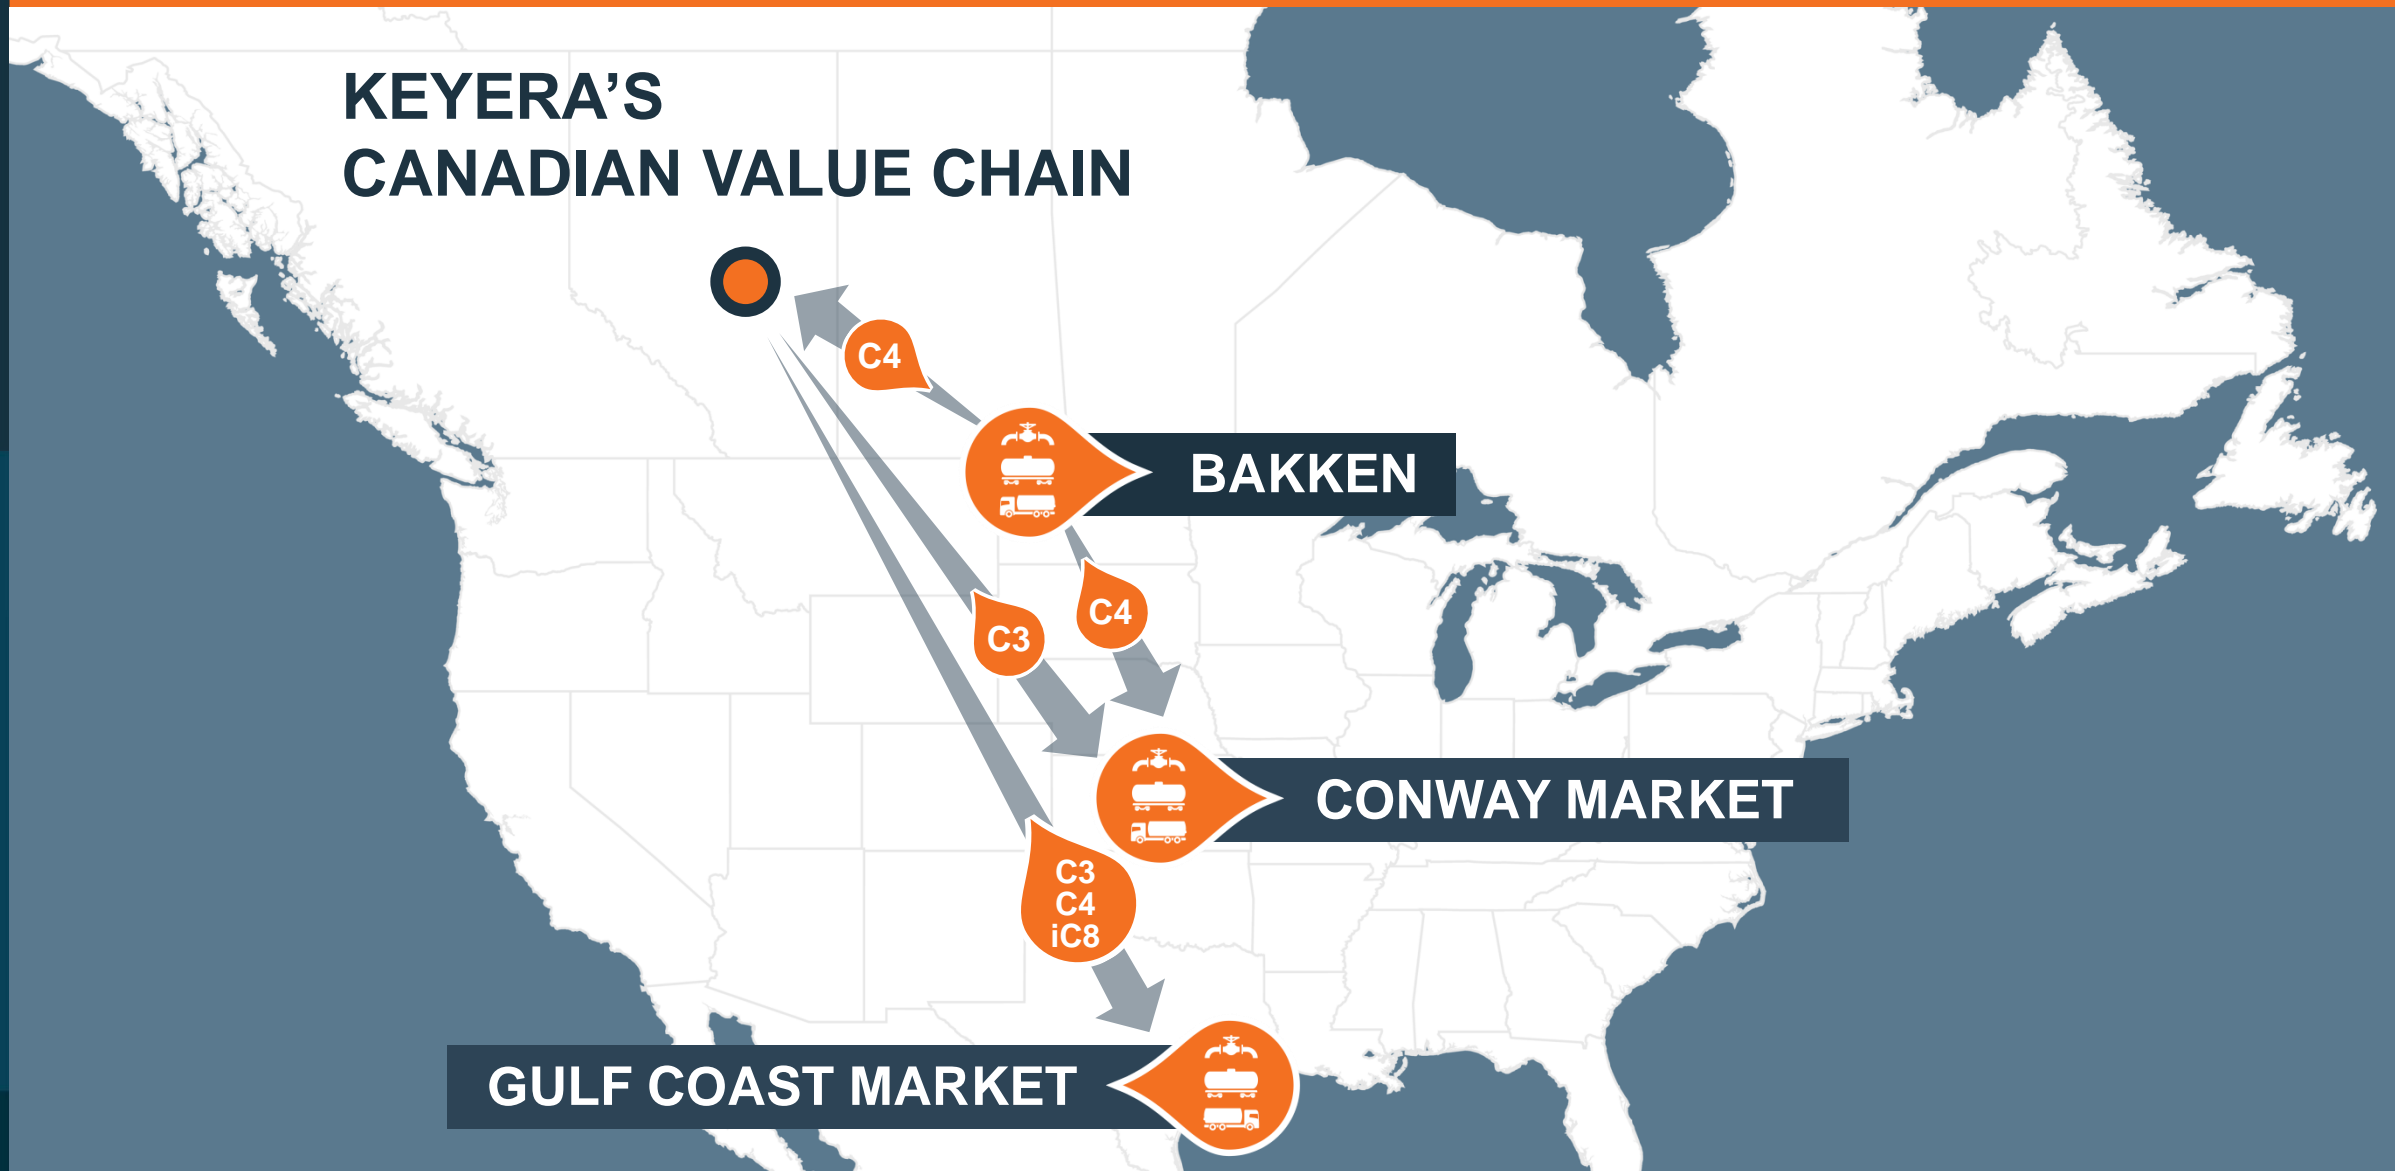 KEYERA’S
CANADIAN VALUE CHAIN
C4
BAKKEN
C4
C3
CONWAY MARKET
C3
C4
iC8
GULF COAST MARKET